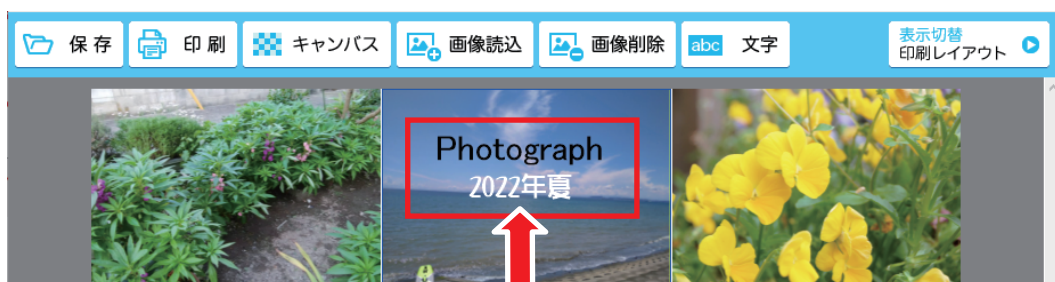 保存
印刷
キャンバス
画像読込
画像削除
abc 文字
表示切替
印刷レイアウト
Photograph
2022年夏